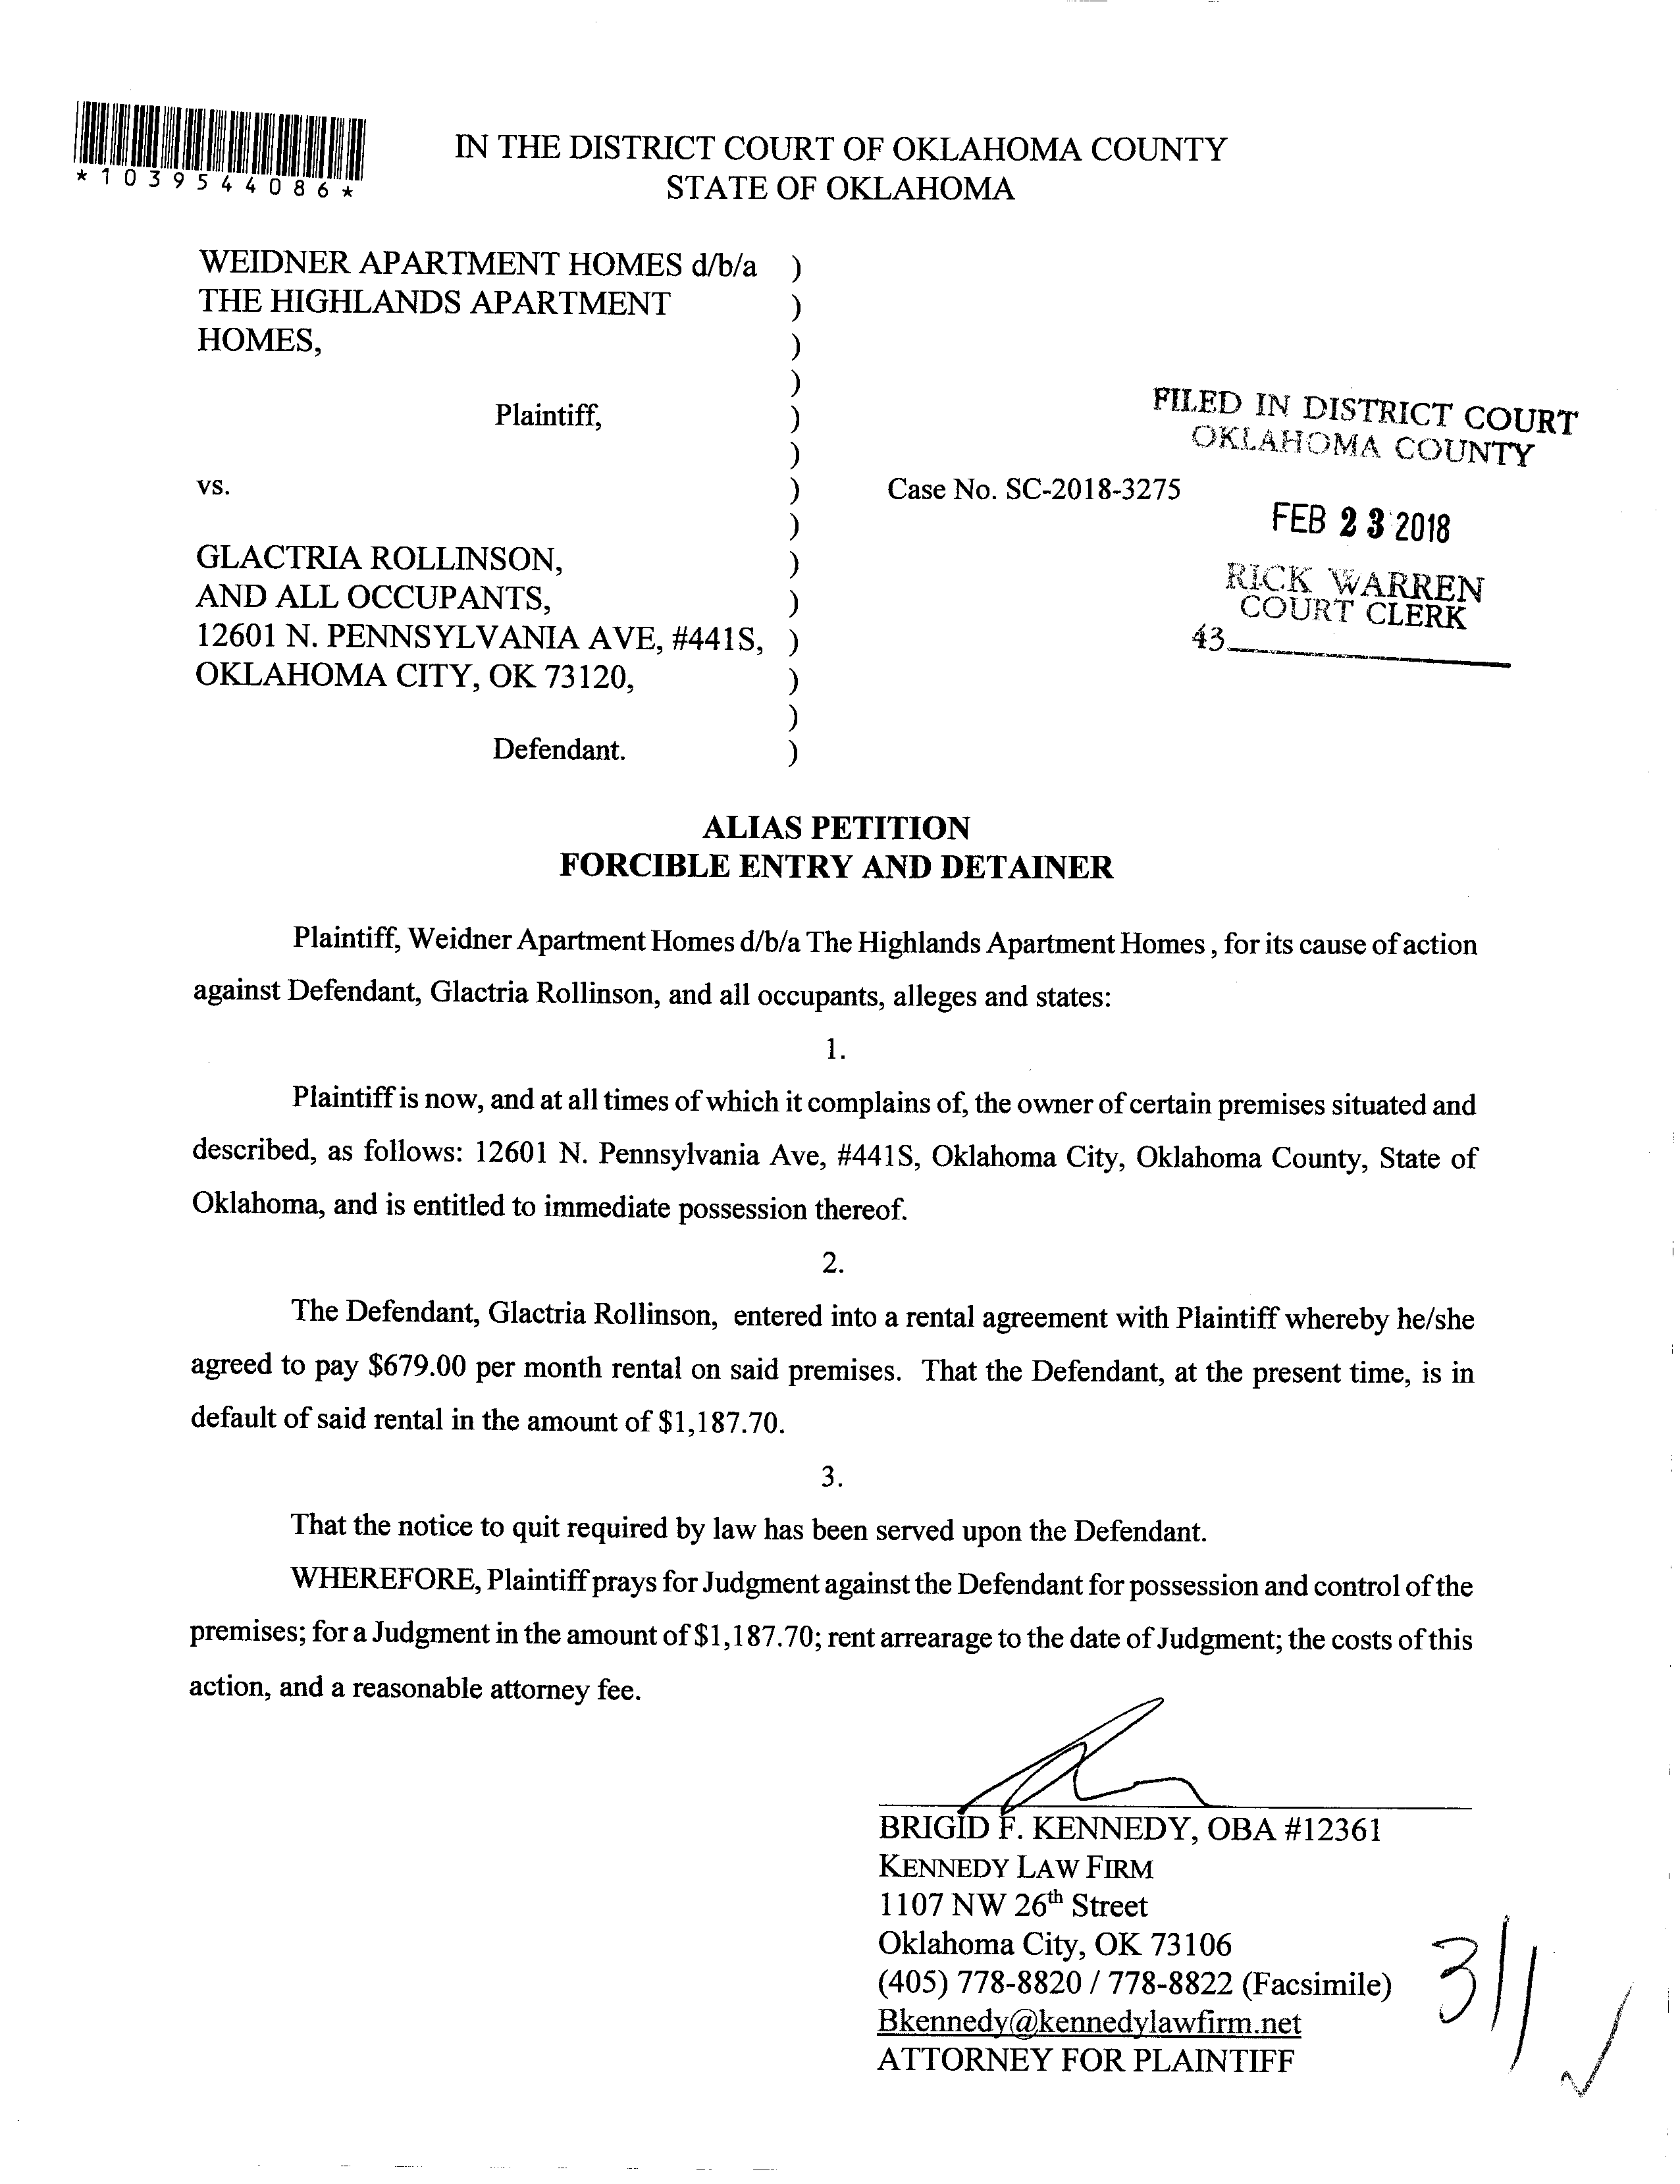 *1039544086*
IN THE DISTRICT COURT OF OKLAHOMA COUNTY
STATE OF OKLAHOMA
WEIDNER APARTMENT HOMES d/b/a )
THE HIGHLANDS APARTMENT )
HOMES, )
)
Plaintiff, )
)
vs. )
)
GLACTRIA ROLLINSON, )
AND ALL OCCUPANTS, )
12601 N. PENNSYLVANIA AVE, #441S, )
OKLAHOMA CITY, OK 73120, )
)
Defendant. )
Case No. SC-2018-3275
FILED IN DISTRICT COURT
OKLAHOMA COUNTY
FEB 23 2018
RICK WARREN
COURT CLERK
43
ALIAS PETITION
FORCIBLE ENTRY AND DETAINER
Plaintiff, Weidner Apartment Homes d/b/a The Highlands Apartment Homes , for its cause of action
against Defendant, Glactria Rollinson, and all occupants, alleges and states:
1.
Plaintiff is now, and at all times of which it complains of, the owner of certain premises situated and
described, as follows: 12601 N. Pennsylvania Ave, #441S, Oklahoma City, Oklahoma County, State of
Oklahoma, and is entitled to immediate possession thereof.
2.
The Defendant, Glactria Rollinson, entered into a rental agreement with Plaintiff whereby he/she
agreed to pay $679.00 per month rental on said premises. That the Defendant, at the present time, is in
default of said rental in the amount of $1,187.70.
3.
That the notice to quit required by law has been served upon the Defendant.
WHEREFORE, Plaintiff prays for Judgment against the Defendant for possession and control of the
premises; for a Judgment in the amount of $1,187.70; rent arrearage to the date of Judgment; the costs of this
action, and a reasonable attorney fee.
BRIGID F. KENNEDY, OBA #12361
KENNEDY LAW FIRM
1107 NW 26th Street
Oklahoma City, OK 73106
(405) 778-8820 / 778-8822 (Facsimile)
Bkennedy@kennedylawfirm.net
ATTORNEY FOR PLAINTIFF
3/1